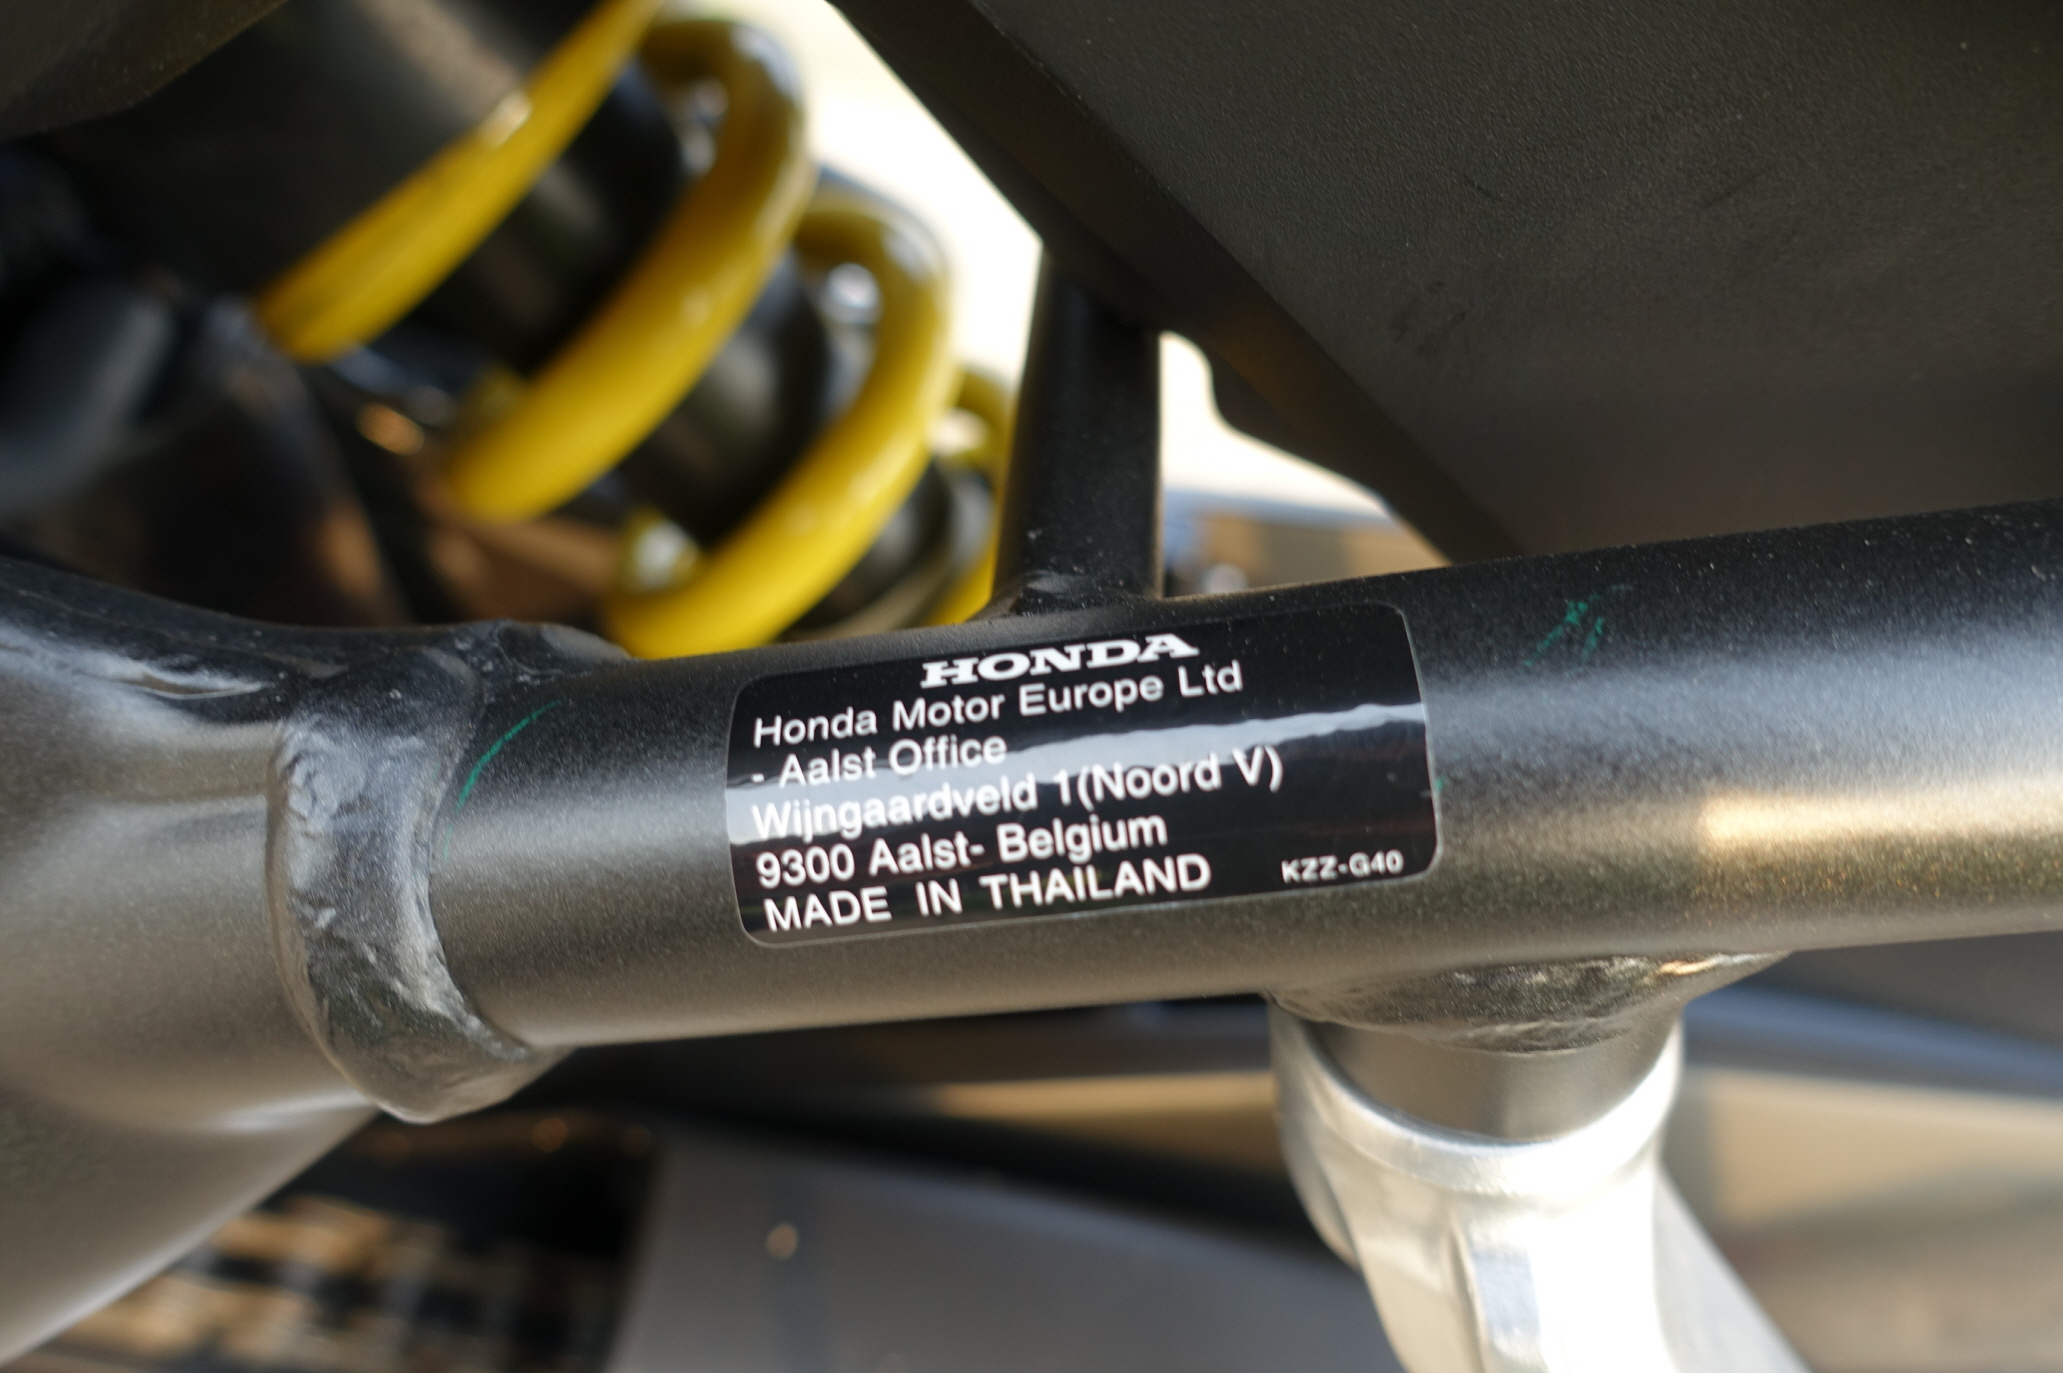 HONDA
Honda Motor Europe Ltd
- Aalst Office
Wijngaardveld 1(Noord V)
9300 Aalst- Belgium
MADE IN THAILAND KZZ-G40